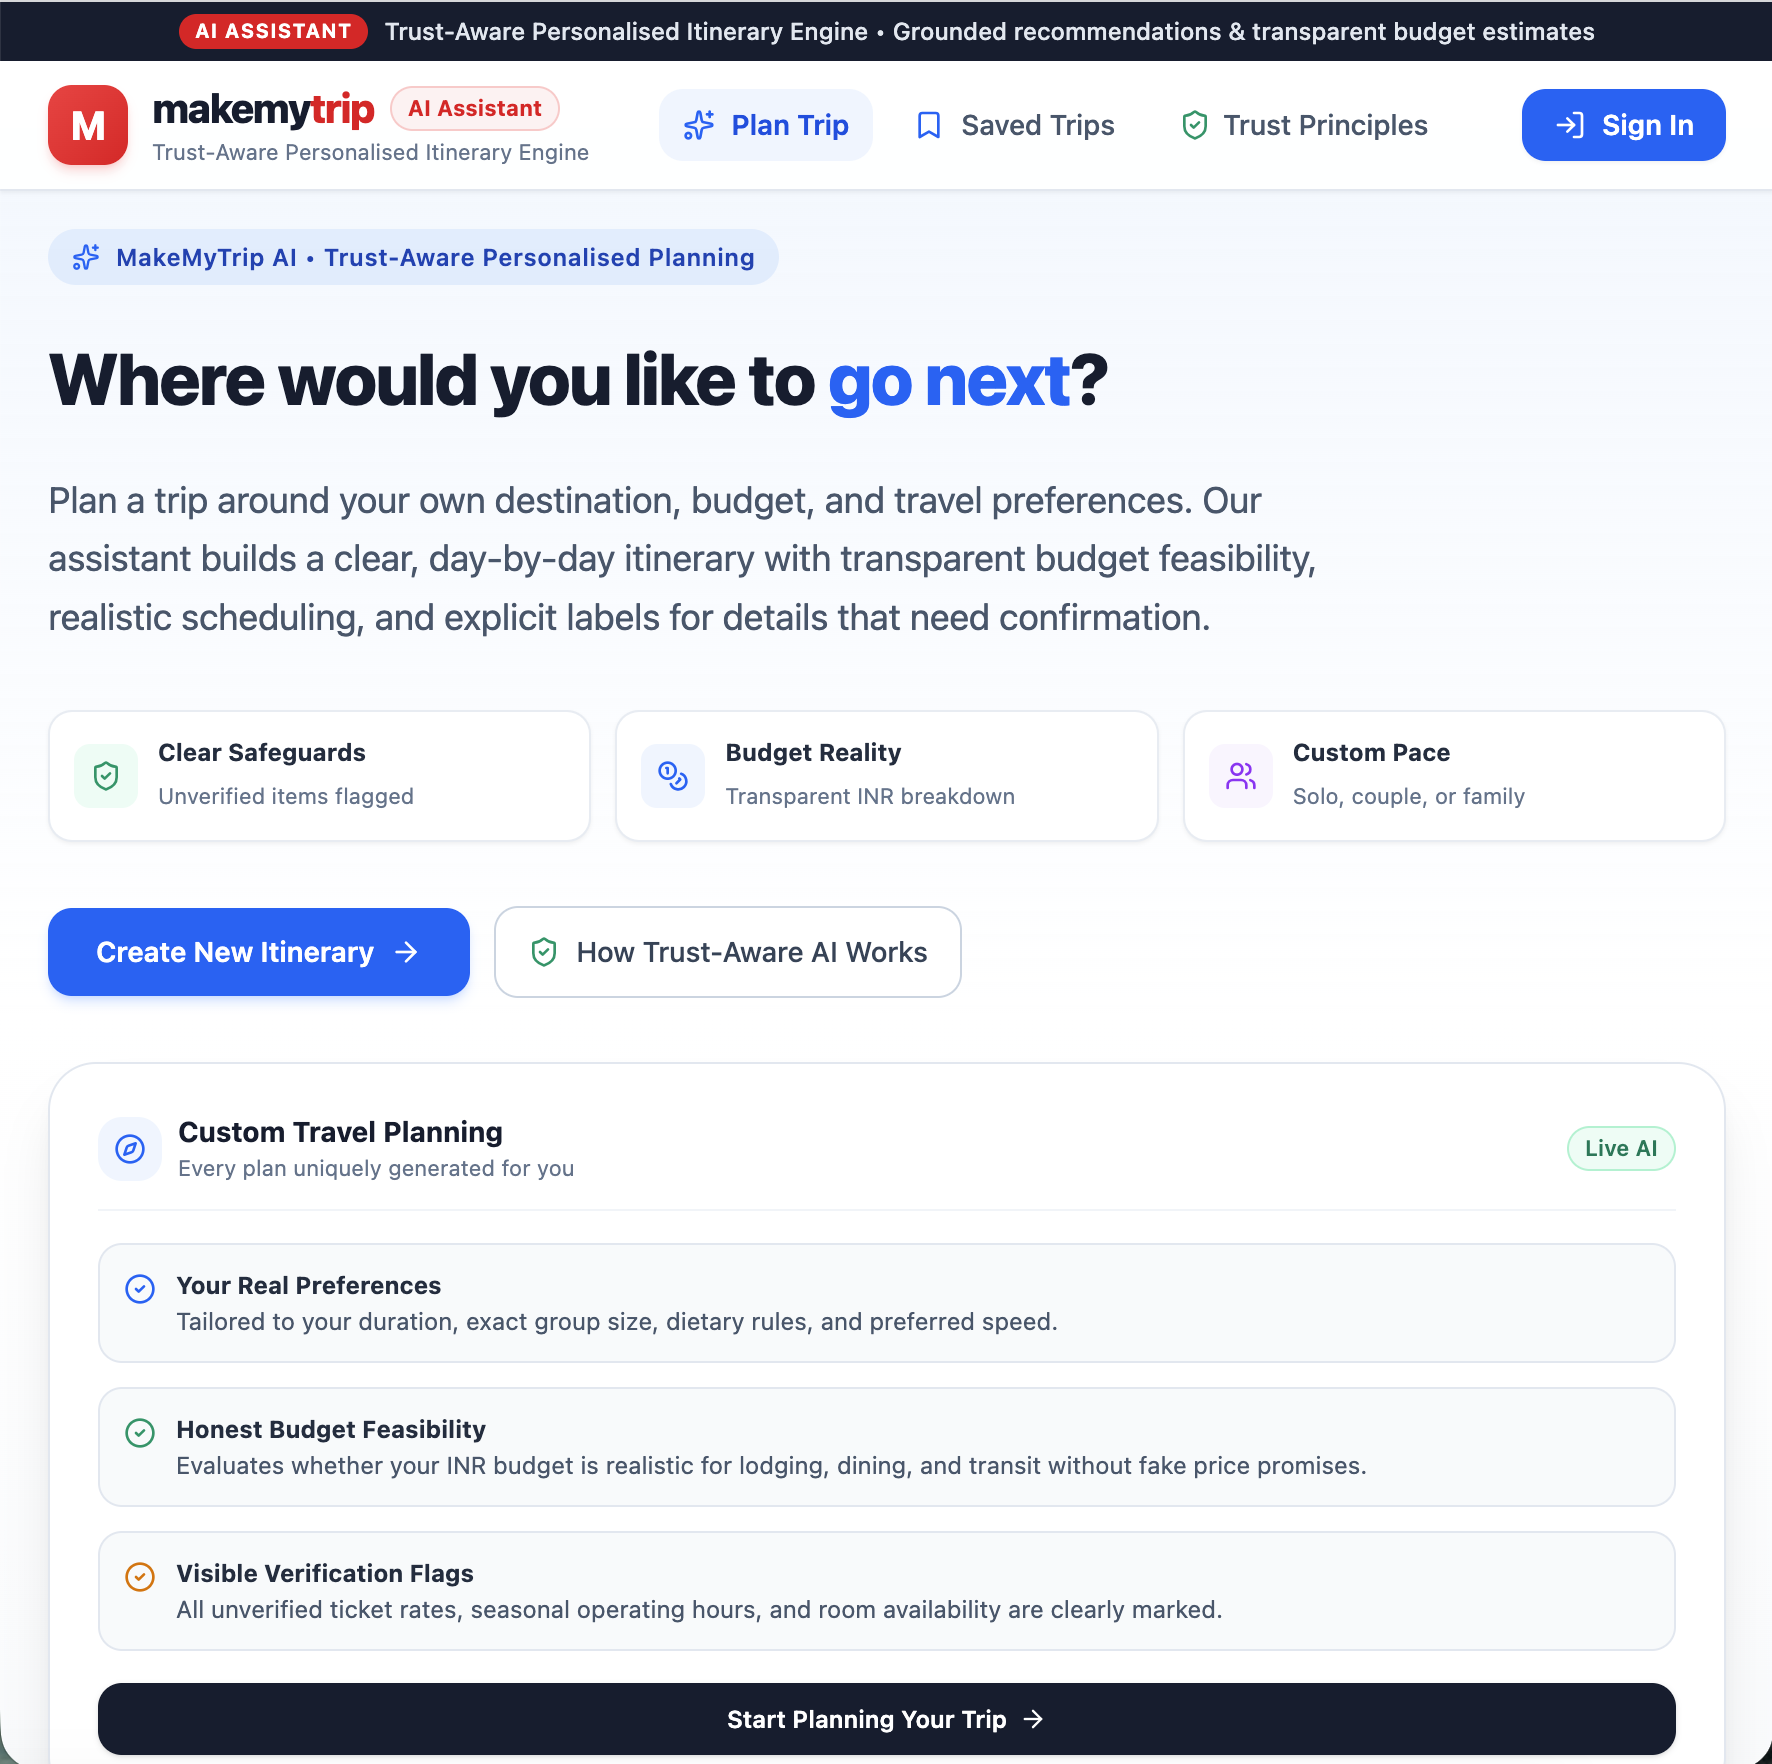 AI ASSISTANT Trust-Aware Personalised Itinerary Engine • Grounded recommendations & transparent budget estimates
M
makemytrip AI Assistant
Trust-Aware Personalised Itinerary Engine
Plan Trip
Saved Trips
Trust Principles
Sign In
MakeMyTrip AI • Trust-Aware Personalised Planning
Where would you like to go next?
Plan a trip around your own destination, budget, and travel preferences. Our
assistant builds a clear, day-by-day itinerary with transparent budget feasibility,
realistic scheduling, and explicit labels for details that need confirmation.
Clear Safeguards
Unverified items flagged
Budget Reality
Transparent INR breakdown
Custom Pace
Solo, couple, or family
Create New Itinerary
How Trust-Aware AI Works
Custom Travel Planning
Every plan uniquely generated for you
Live AI
Your Real Preferences
Tailored to your duration, exact group size, dietary rules, and preferred speed.
Honest Budget Feasibility
Evaluates whether your INR budget is realistic for lodging, dining, and transit without fake price promises.
Visible Verification Flags
All unverified ticket rates, seasonal operating hours, and room availability are clearly marked.
Start Planning Your Trip